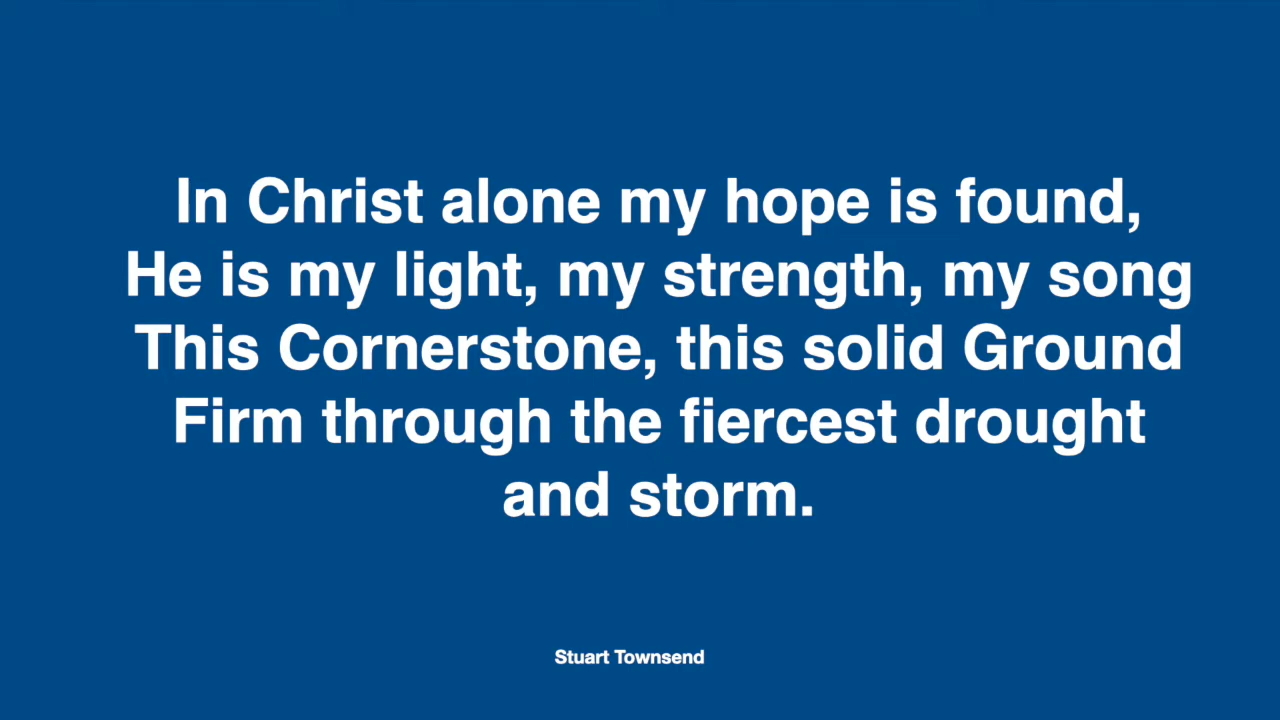 In Christ alone my hope is found,
He is my light, my strength, my song
This Cornerstone, this solid Ground
Firm through the fiercest drought
and storm.
Stuart Townsend